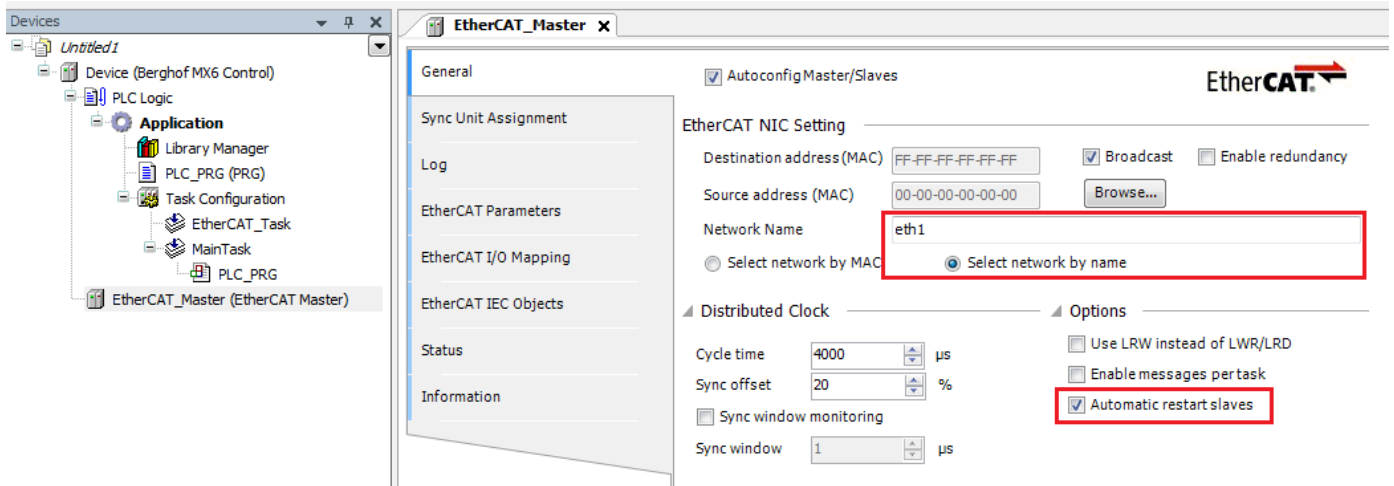 Devices
Untitled1
Device (Berghof MX6 Control)
PLC Logic
Application
Library Manager
PLC_PRG (PRG)
Task Configuration
EtherCAT_Task
MainTask
PLC_PRG
EtherCAT_Master (EtherCAT Master)
EtherCAT_Master X
General
Sync Unit Assignment
Log
EtherCAT Parameters
EtherCAT I/O Mapping
EtherCAT IEC Objects
Status
Information
Autoconfig Master/Slaves
EtherCAT.
EtherCAT NIC Setting
Destination address (MAC) FF-FF-FF-FF-FF-FF Broadcast Enable redundancy
Source address (MAC) 00-00-00-00-00-00 Browse...
Network Name eth1
Select network by MAC Select network by name
Distributed Clock
Cycle time 4000 µs
Sync offset 20 %
Sync window monitoring
Sync window 1 µs
Options
Use LRW instead of LWR/LRD
Enable messages per task
Automatic restart slaves